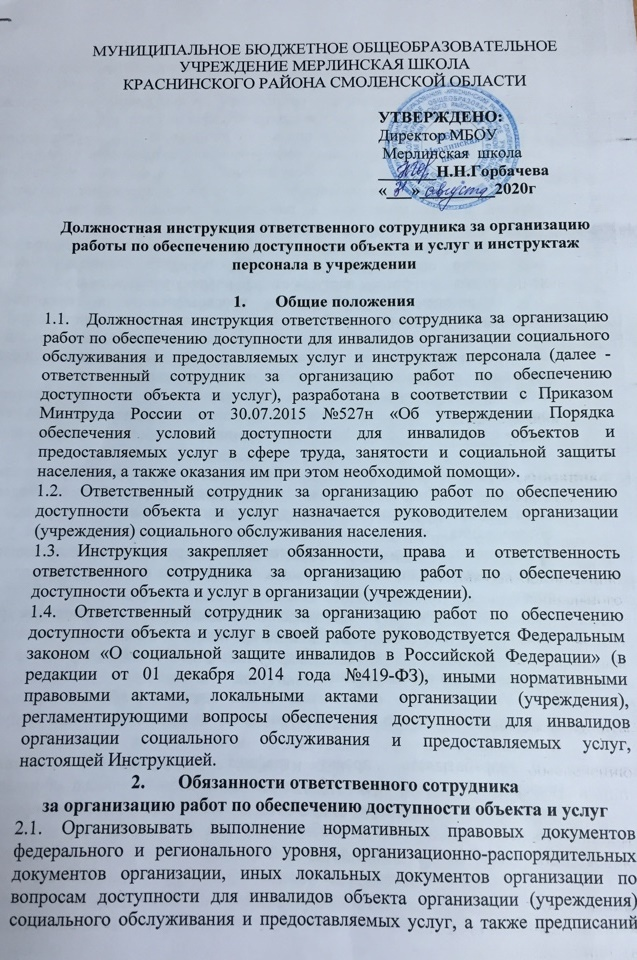 МУНИЦИПАЛЬНОЕ БЮДЖЕТНОЕ ОБЩЕОБРАЗОВАТЕЛЬНОЕ
УЧРЕЖДЕНИЕ МЕРЛИНСКАЯ ШКОЛА
КРАСНИНСКОГО РАЙОНА СМОЛЕНСКОЙ ОБЛАСТИ
УТВЕРЖДЕНО:
Директор МБОУ
Мерлинская школа
Н.Н.Горбачева
« » августа 2020г
Должностная инструкция ответственного сотрудника за организацию
работы по обеспечению доступности объекта и услуг и инструктаж
персонала в учреждении
1. Общие положения
1.1. Должностная инструкция ответственного сотрудника за организацию
работ по обеспечению доступности для инвалидов организации социального
обслуживания и предоставляемых услуг и инструктаж персонала (далее -
ответственный сотрудник за организацию работ по обеспечению
доступности объекта и услуг), разработана в соответствии с Приказом
Минтруда России от 30.07.2015 №527н «Об утверждении Порядка
обеспечения условий доступности для инвалидов объектов и
предоставляемых услуг в сфере труда, занятости и социальной защиты
населения, а также оказания им при этом необходимой помощи».
1.2. Ответственный сотрудник за организацию работ по обеспечению
доступности объекта и услуг назначается руководителем организации
(учреждения) социального обслуживания населения.
1.3. Инструкция закрепляет обязанности, права и ответственность
ответственного сотрудника за организацию работ по обеспечению
доступности объекта и услуг в организации (учреждении).
1.4. Ответственный сотрудник за организацию работ по обеспечению
доступности объекта и услуг в своей работе руководствуется Федеральным
законом «О социальной защите инвалидов в Российской Федерации» (в
редакции от 01 декабря 2014 года №419-ФЗ), иными нормативными
правовыми актами, локальными актами организации (учреждения),
регламентирующими вопросы обеспечения доступности для инвалидов
организации социального обслуживания и предоставляемых услуг,
настоящей Инструкцией.
2. Обязанности ответственного сотрудника
за организацию работ по обеспечению доступности объекта и услуг
2.1. Организовывать выполнение нормативных правовых документов
федерального и регионального уровня, организационно-распорядительных
документов организации, иных локальных документов организации по
вопросам доступности для инвалидов объекта организации (учреждения)
социального обслуживания и предоставляемых услуг, а также предписаний